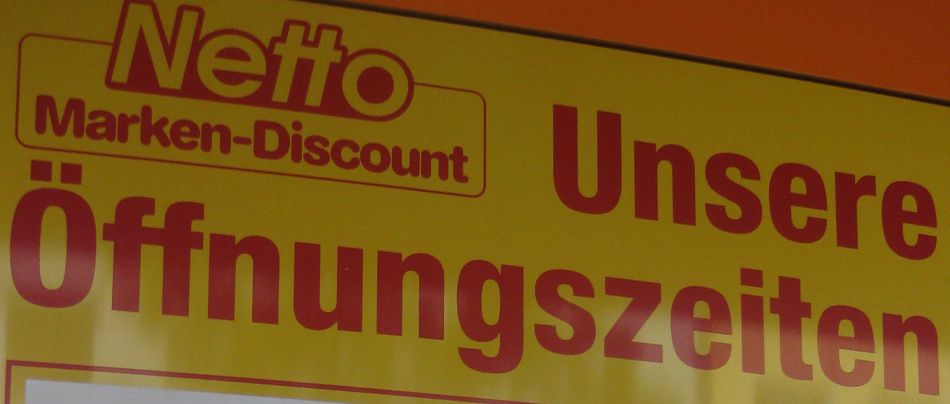 Netto
Marken-Discount
Unsere
Öffnungszeiten